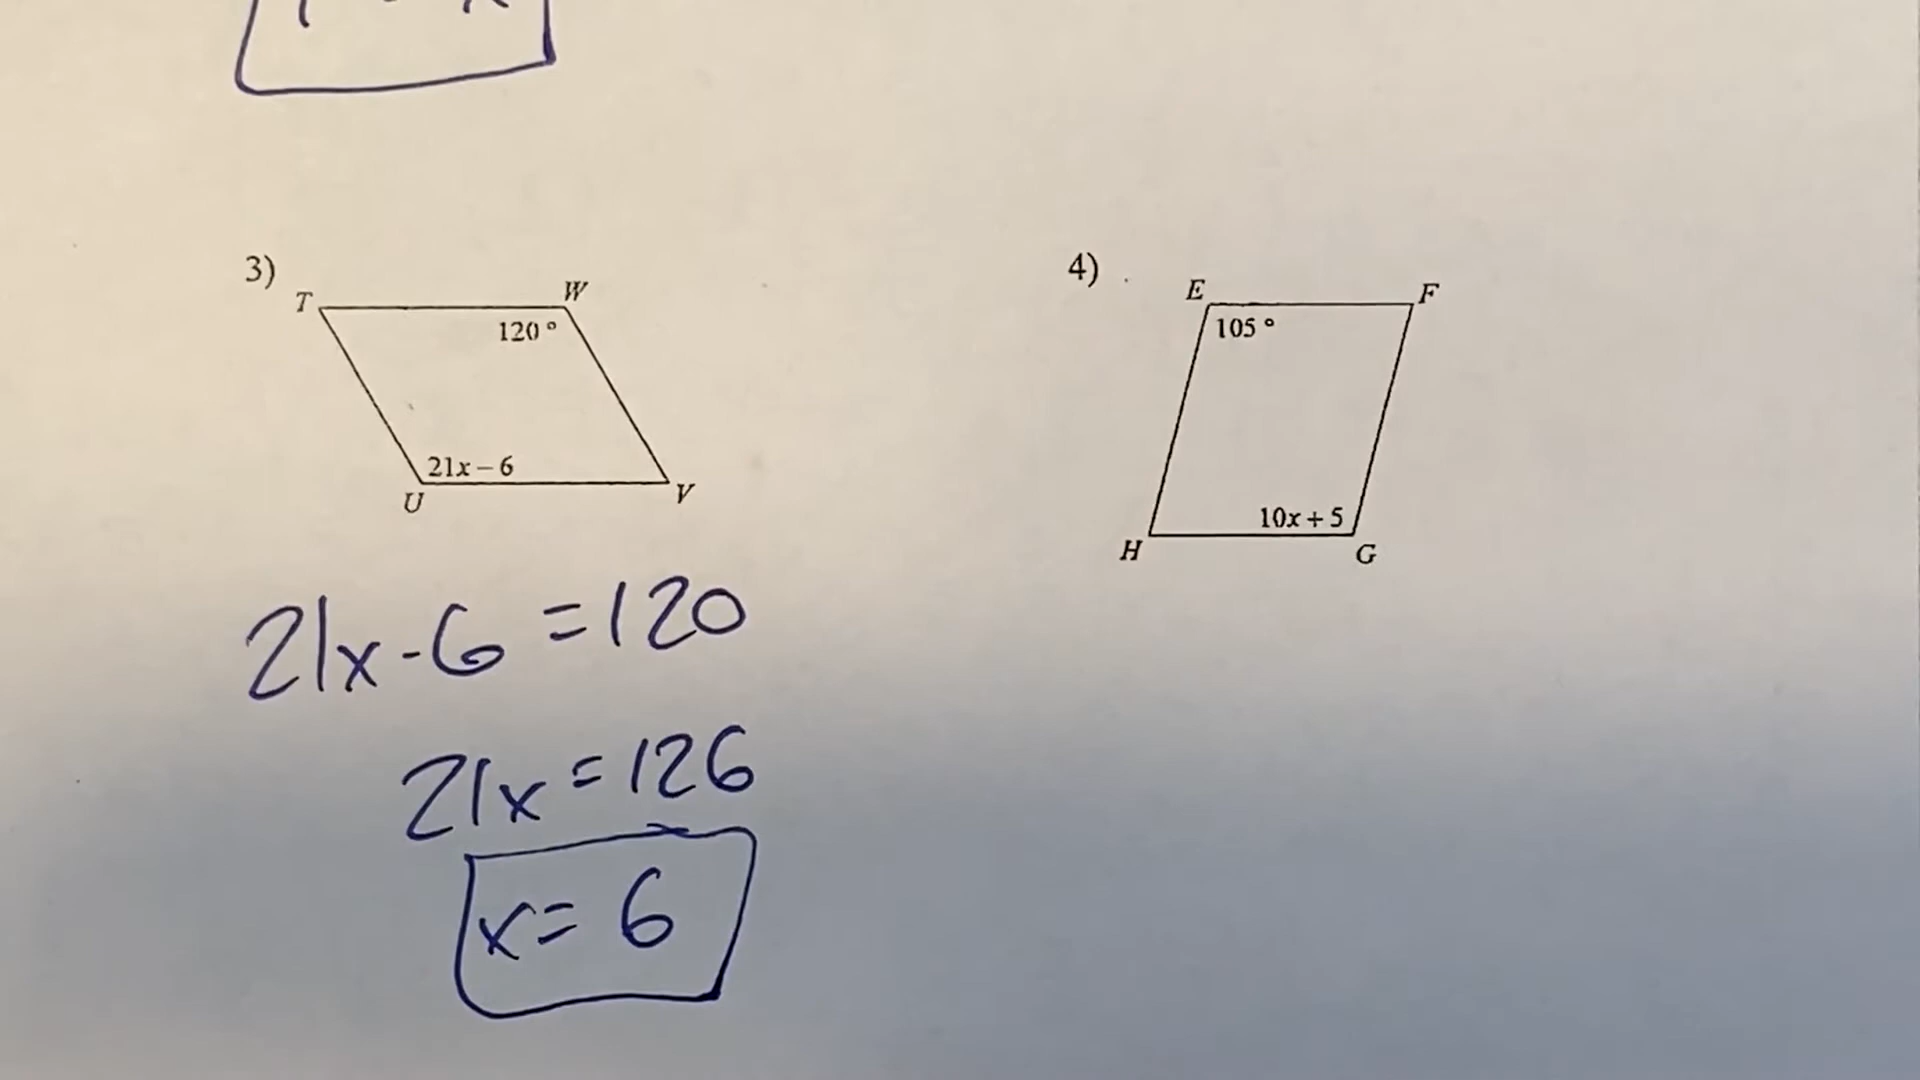 3)
T
W
120°
21x – 6
U
V
21x - 6 = 120
21x = 126
x = 6
4)
E
F
105°
10x + 5
H
G